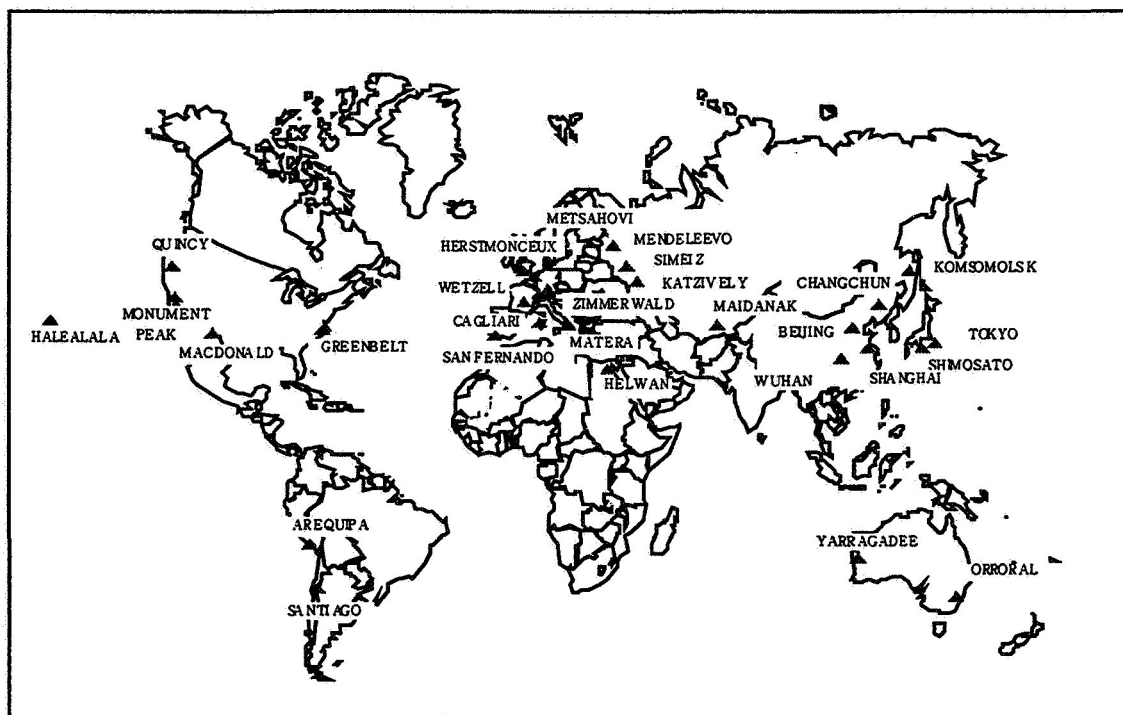 METSAHOVI
QUINCY
HERSTMONCEUX
MENDELEEVO
SIMEIZ
KOMSOMOLSK
WETZELL
KATZIVELY
CHANGCHUN
ZIMMERWALD
MAIDANAK
HALEALALA
MONUMENT
PEAK
CAGLIARI
BEIJING
TOKYO
MACDONALD
GREENBELT
SAN FERNANDO
MATERA
SHIMOSATO
HELWAN
WUHAN
SHANGHAI
AREQUIPA
YARRAGADEE
ORRORAL
SANTIAGO